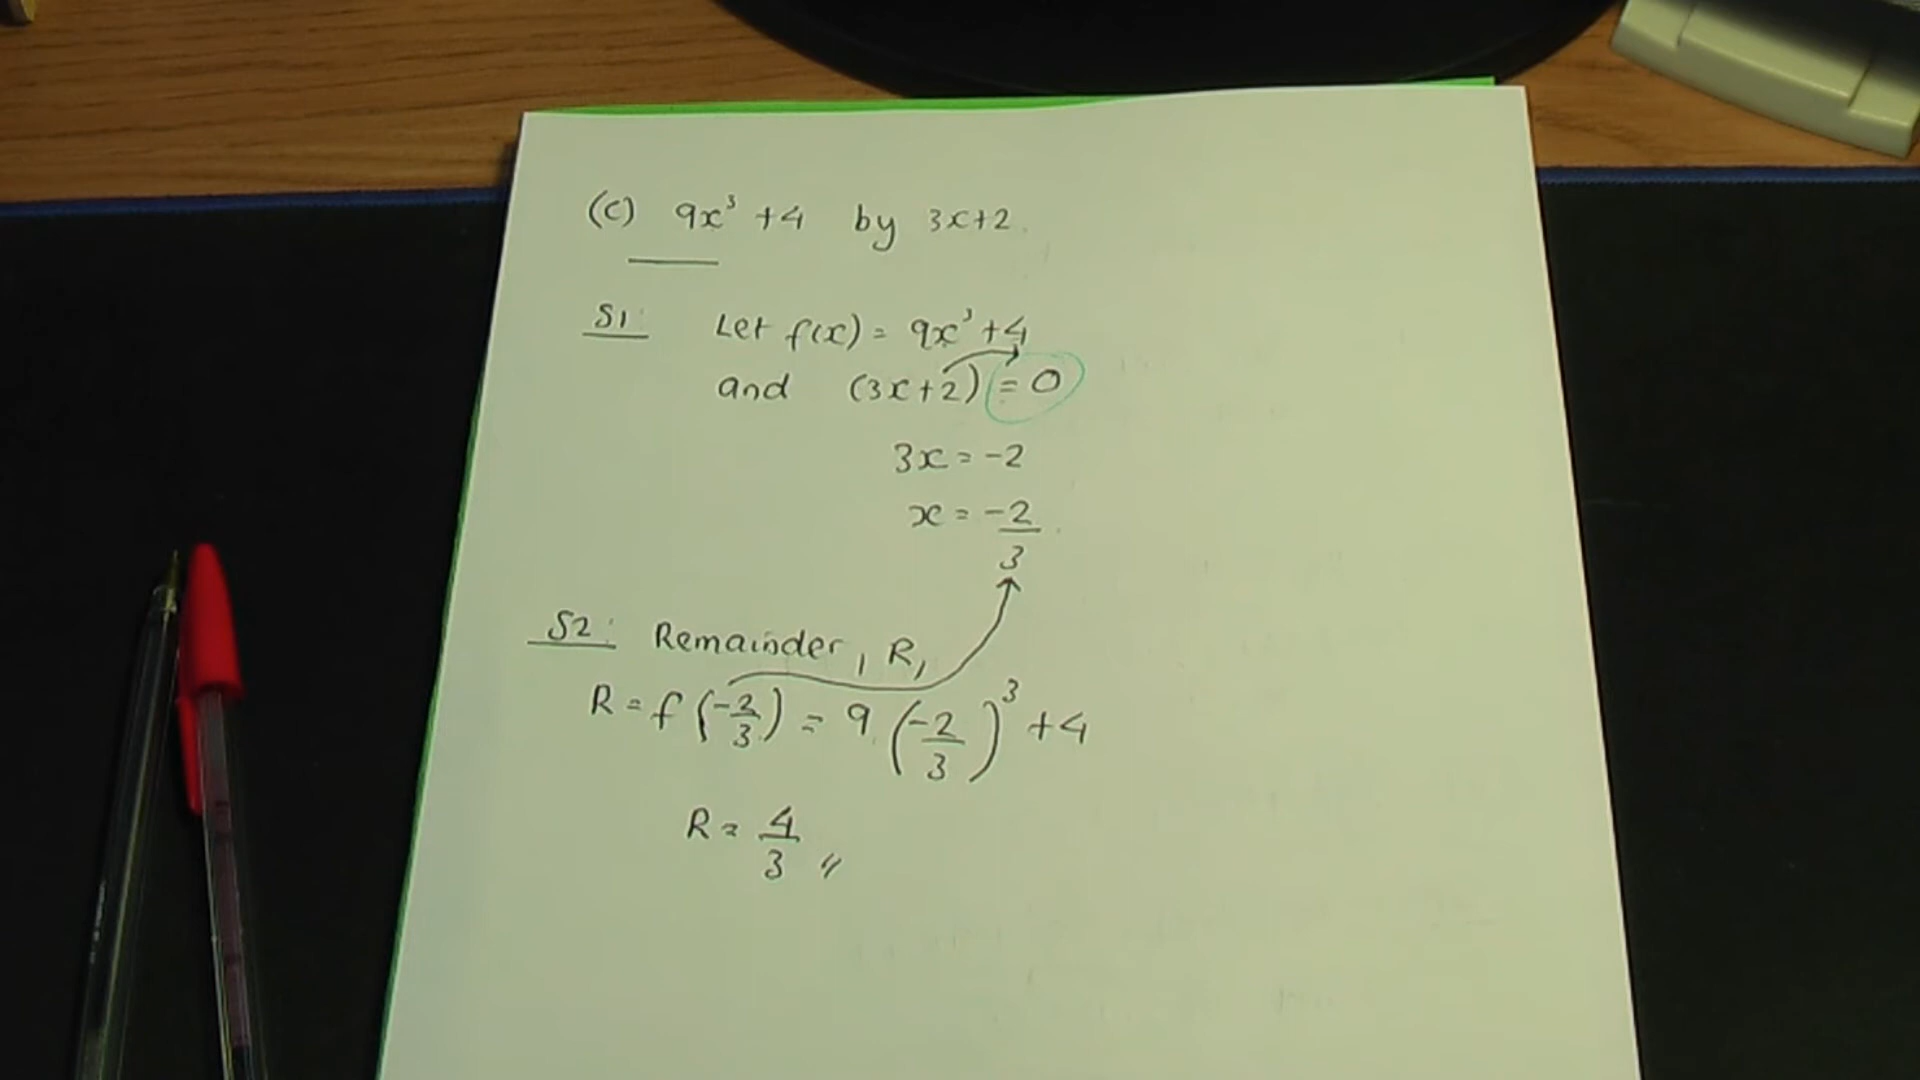 (c) 9x³ + 4 by 3x+2.
S1: Let f(x) = 9x³ + 4
and (3x+2) = 0
3x = -2
x = -2/3
S2: Remainder, R,
R = f(-2/3) = 9(-2/3)³ + 4
R = 4/3 〃